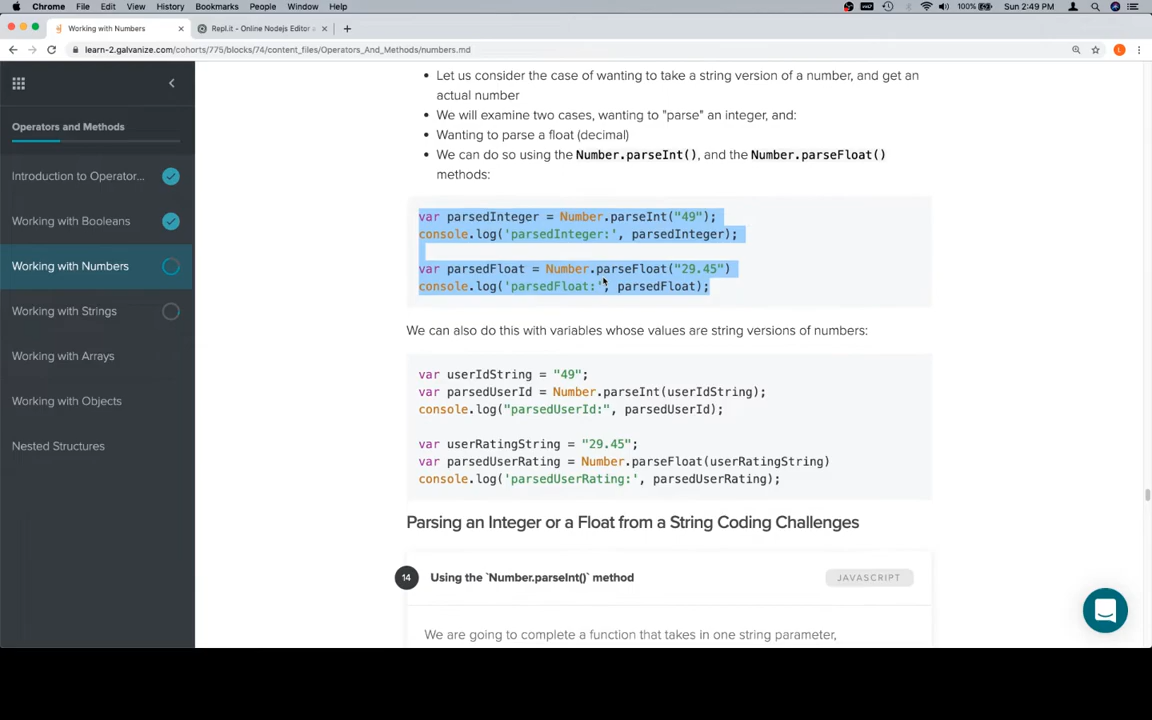 Chrome File Edit View History Bookmarks People Window Help 100% Sun 2:49 PM
Working with Numbers Repl.it - Online Nodejs Editor a
learn-2.galvanize.com/cohorts/775/blocks/74/content_files/Operators_And_Methods/numbers.md
Operators and Methods
Introduction to Operator...
Working with Booleans
Working with Numbers
Working with Strings
Working with Arrays
Working with Objects
Nested Structures
• Let us consider the case of wanting to take a string version of a number, and get an
actual number
• We will examine two cases, wanting to "parse" an integer, and:
• Wanting to parse a float (decimal)
• We can do so using the Number.parseInt(), and the Number.parseFloat()
methods:
var parsedInteger = Number.parseInt("49");
console.log('parsedInteger:', parsedInteger);
var parsedFloat = Number.parseFloat("29.45")
console.log('parsedFloat:', parsedFloat);
We can also do this with variables whose values are string versions of numbers:
var userIdString = "49";
var parsedUserId = Number.parseInt(userIdString);
console.log("parsedUserId:", parsedUserId);
var userRatingString = "29.45";
var parsedUserRating = Number.parseFloat(userRatingString)
console.log('parsedUserRating:', parsedUserRating);
Parsing an Integer or a Float from a String Coding Challenges
14 Using the `Number.parseInt()` method JAVASCRIPT
We are going to complete a function that takes in one string parameter,